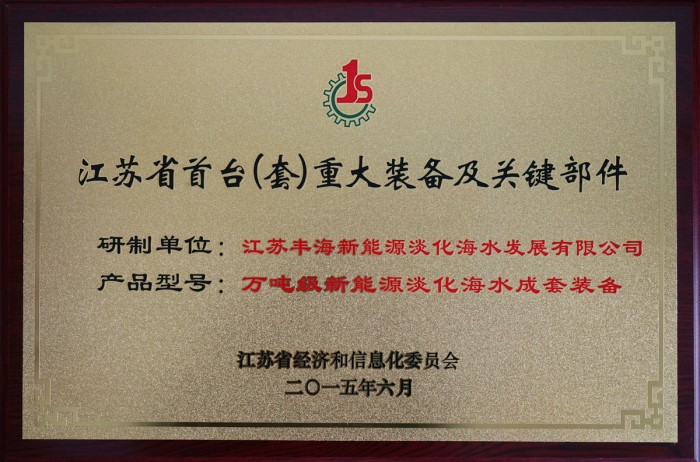 1S
江苏省首台(套)重大装备及关键部件
研制单位：江苏丰海新能源淡化海水发展有限公司
产品型号：万吨级新能源淡化海水成套装备
江苏省经济和信息化委员会
二〇一五年六月